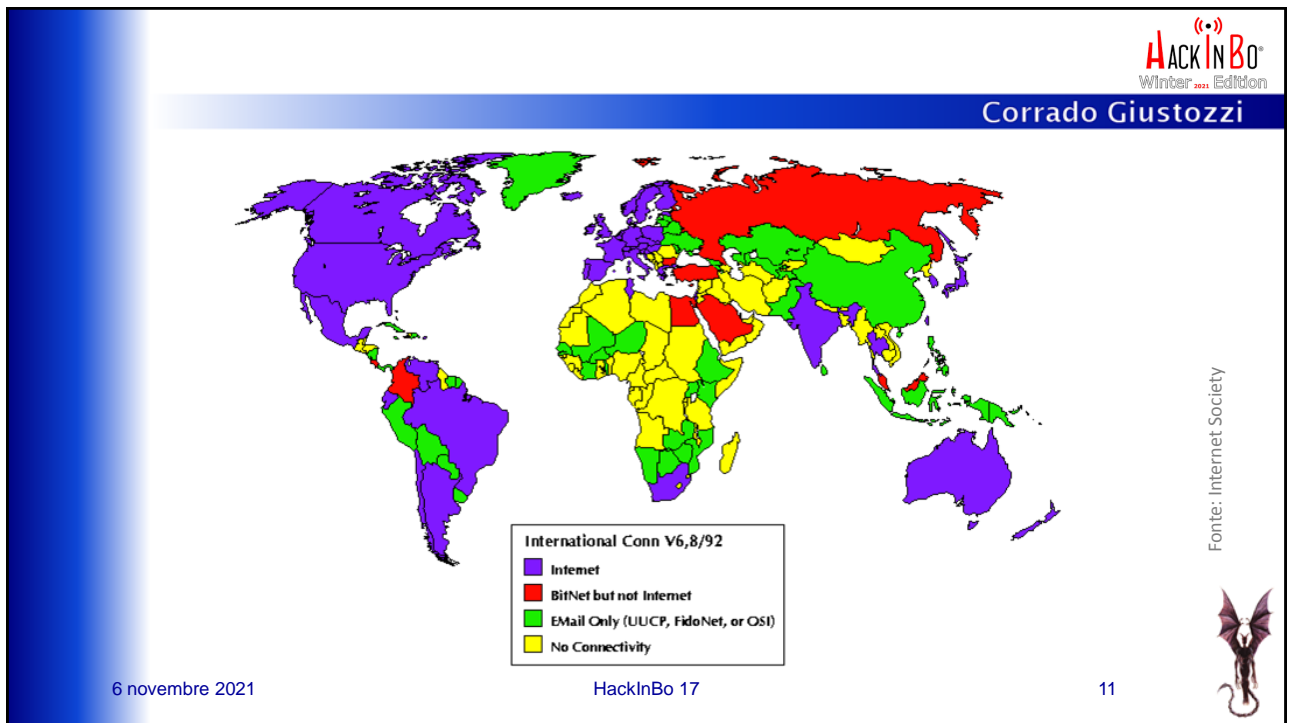 HACKINBO®
Winter 2021 Edition
Corrado Giustozzi
Fonte: Internet Society
International Conn V6,8/92
Internet
BitNet but not Internet
EMail Only (UUCP, FidoNet, or OSI)
No Connectivity
6 novembre 2021
HackInBo 17
11